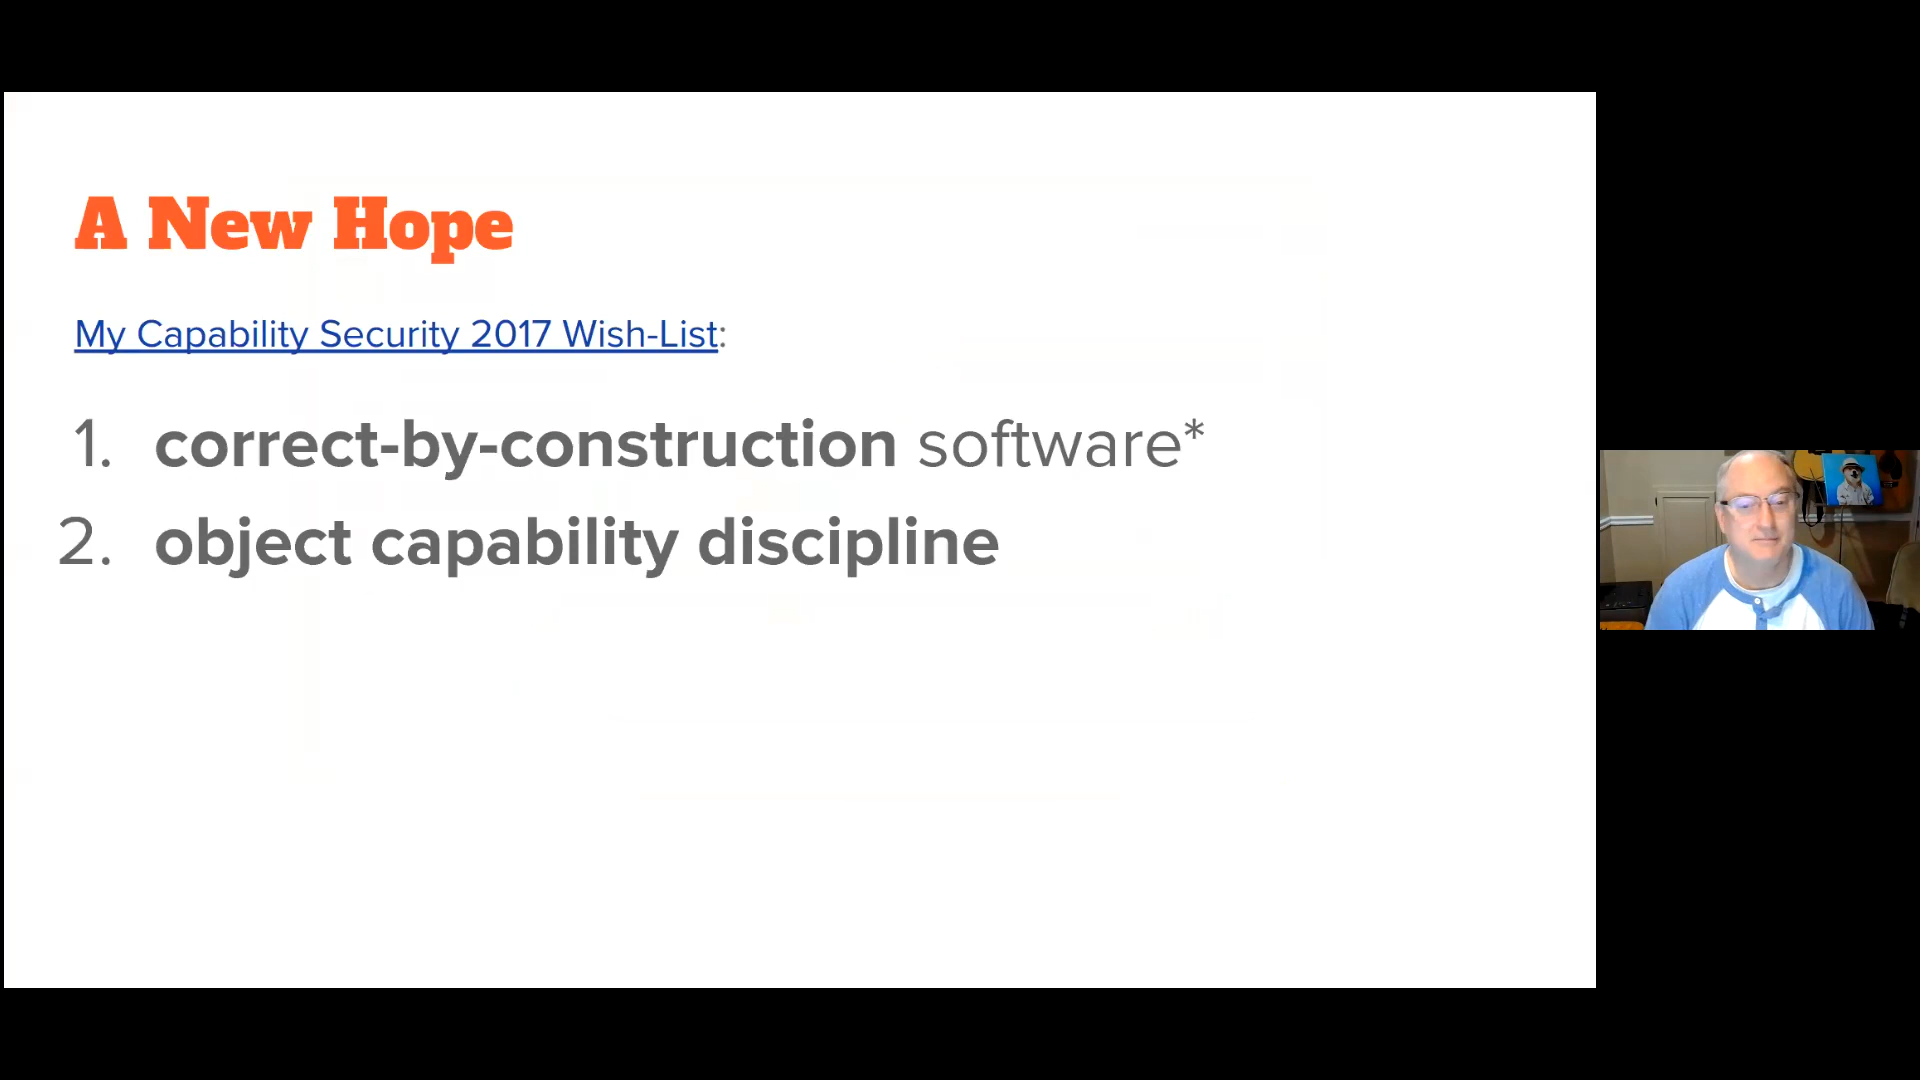 A New Hope
My Capability Security 2017 Wish-List:
1. correct-by-construction software*
2. object capability discipline